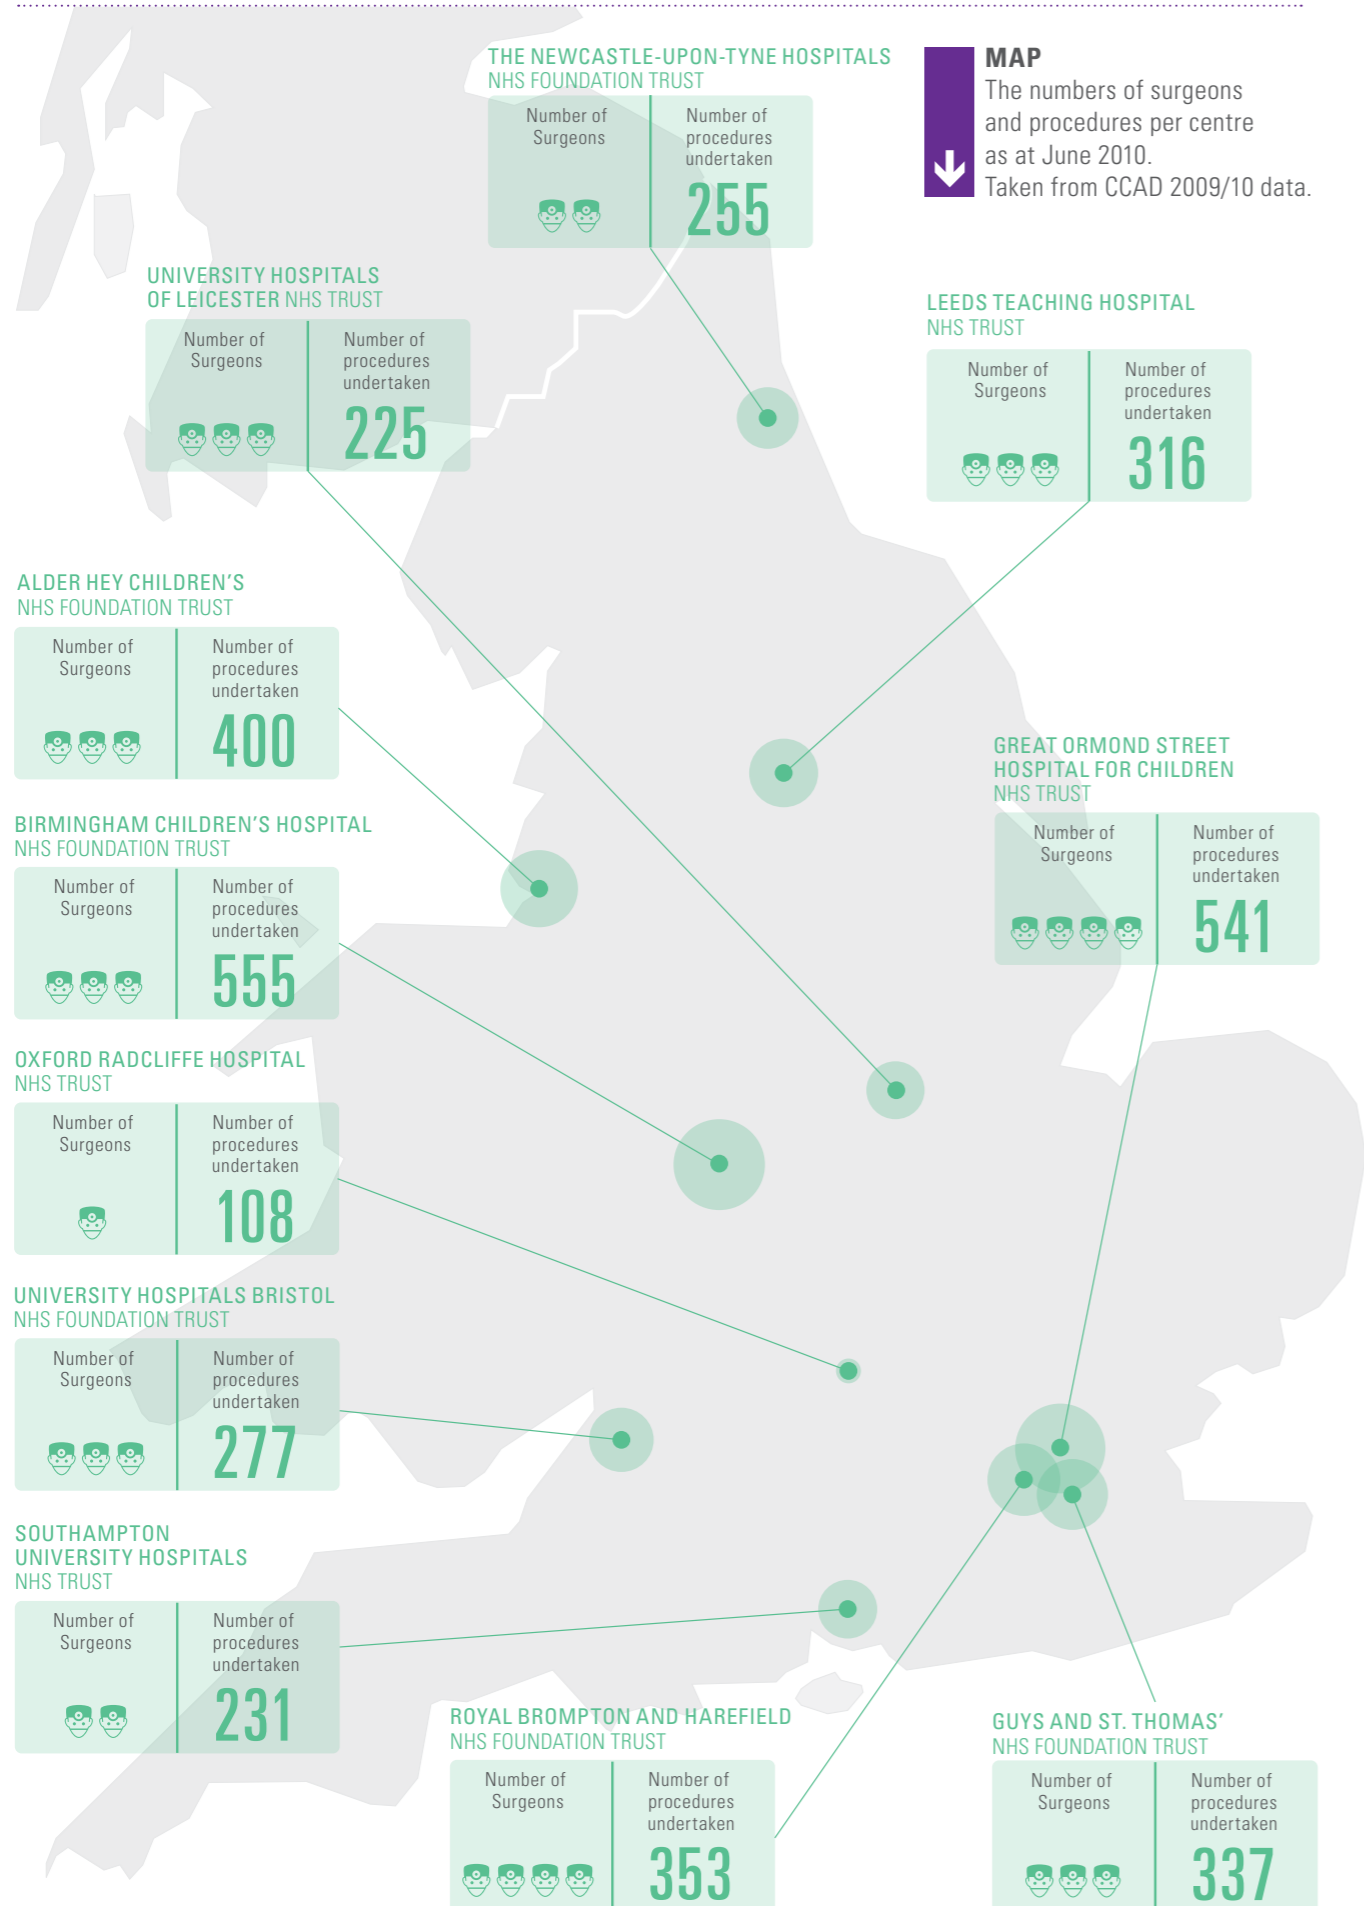 THE NEWCASTLE-UPON-TYNE HOSPITALS
NHS FOUNDATION TRUST
Number of
Surgeons
Number of
procedures
undertaken
255
MAP
The numbers of surgeons
and procedures per centre
as at June 2010.
Taken from CCAD 2009/10 data.
UNIVERSITY HOSPITALS
OF LEICESTER NHS TRUST
Number of
Surgeons
Number of
procedures
undertaken
225
LEEDS TEACHING HOSPITAL
NHS TRUST
Number of
Surgeons
Number of
procedures
undertaken
316
ALDER HEY CHILDREN'S
NHS FOUNDATION TRUST
Number of
Surgeons
Number of
procedures
undertaken
400
GREAT ORMOND STREET
HOSPITAL FOR CHILDREN
NHS TRUST
Number of
Surgeons
Number of
procedures
undertaken
541
BIRMINGHAM CHILDREN'S HOSPITAL
NHS FOUNDATION TRUST
Number of
Surgeons
Number of
procedures
undertaken
555
OXFORD RADCLIFFE HOSPITAL
NHS TRUST
Number of
Surgeons
Number of
procedures
undertaken
108
UNIVERSITY HOSPITALS BRISTOL
NHS FOUNDATION TRUST
Number of
Surgeons
Number of
procedures
undertaken
277
SOUTHAMPTON
UNIVERSITY HOSPITALS
NHS TRUST
Number of
Surgeons
Number of
procedures
undertaken
231
ROYAL BROMPTON AND HAREFIELD
NHS FOUNDATION TRUST
Number of
Surgeons
Number of
procedures
undertaken
353
GUYS AND ST. THOMAS'
NHS FOUNDATION TRUST
Number of
Surgeons
Number of
procedures
undertaken
337